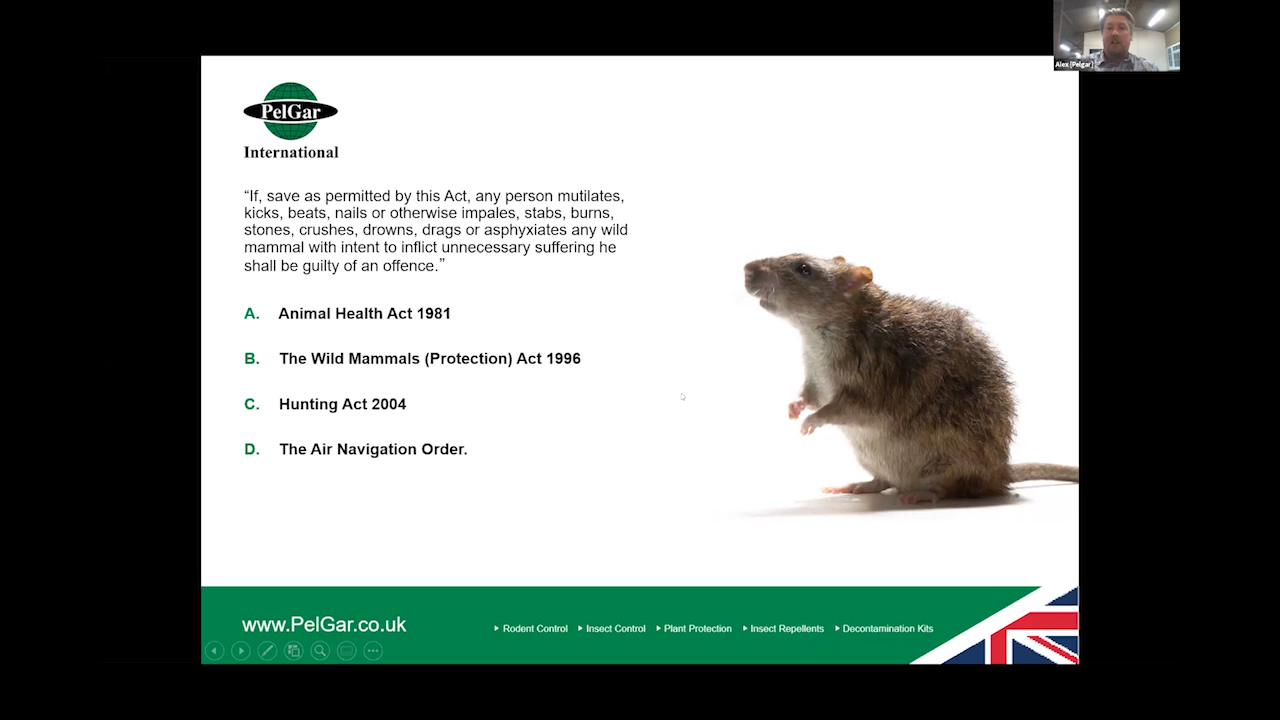 Alex [Pelgar]
PelGar
International
“If, save as permitted by this Act, any person mutilates,
kicks, beats, nails or otherwise impales, stabs, burns,
stones, crushes, drowns, drags or asphyxiates any wild
mammal with intent to inflict unnecessary suffering he
shall be guilty of an offence.”
A. Animal Health Act 1981
B. The Wild Mammals (Protection) Act 1996
C. Hunting Act 2004
D. The Air Navigation Order.
www.PelGar.co.uk
Rodent Control Insect Control Plant Protection Insect Repellents Decontamination Kits